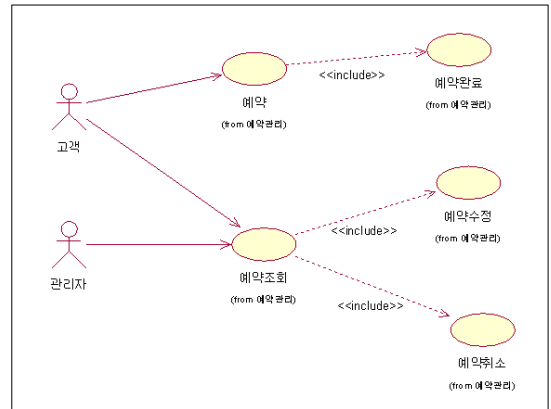 예약완료
(from 예약관리)
<<include>>
예약
(from 예약관리)
고객
예약수정
(from 예약관리)
<<include>>
관리자
예약조회
(from 예약관리)
<<include>>
예약취소
(from 예약관리)